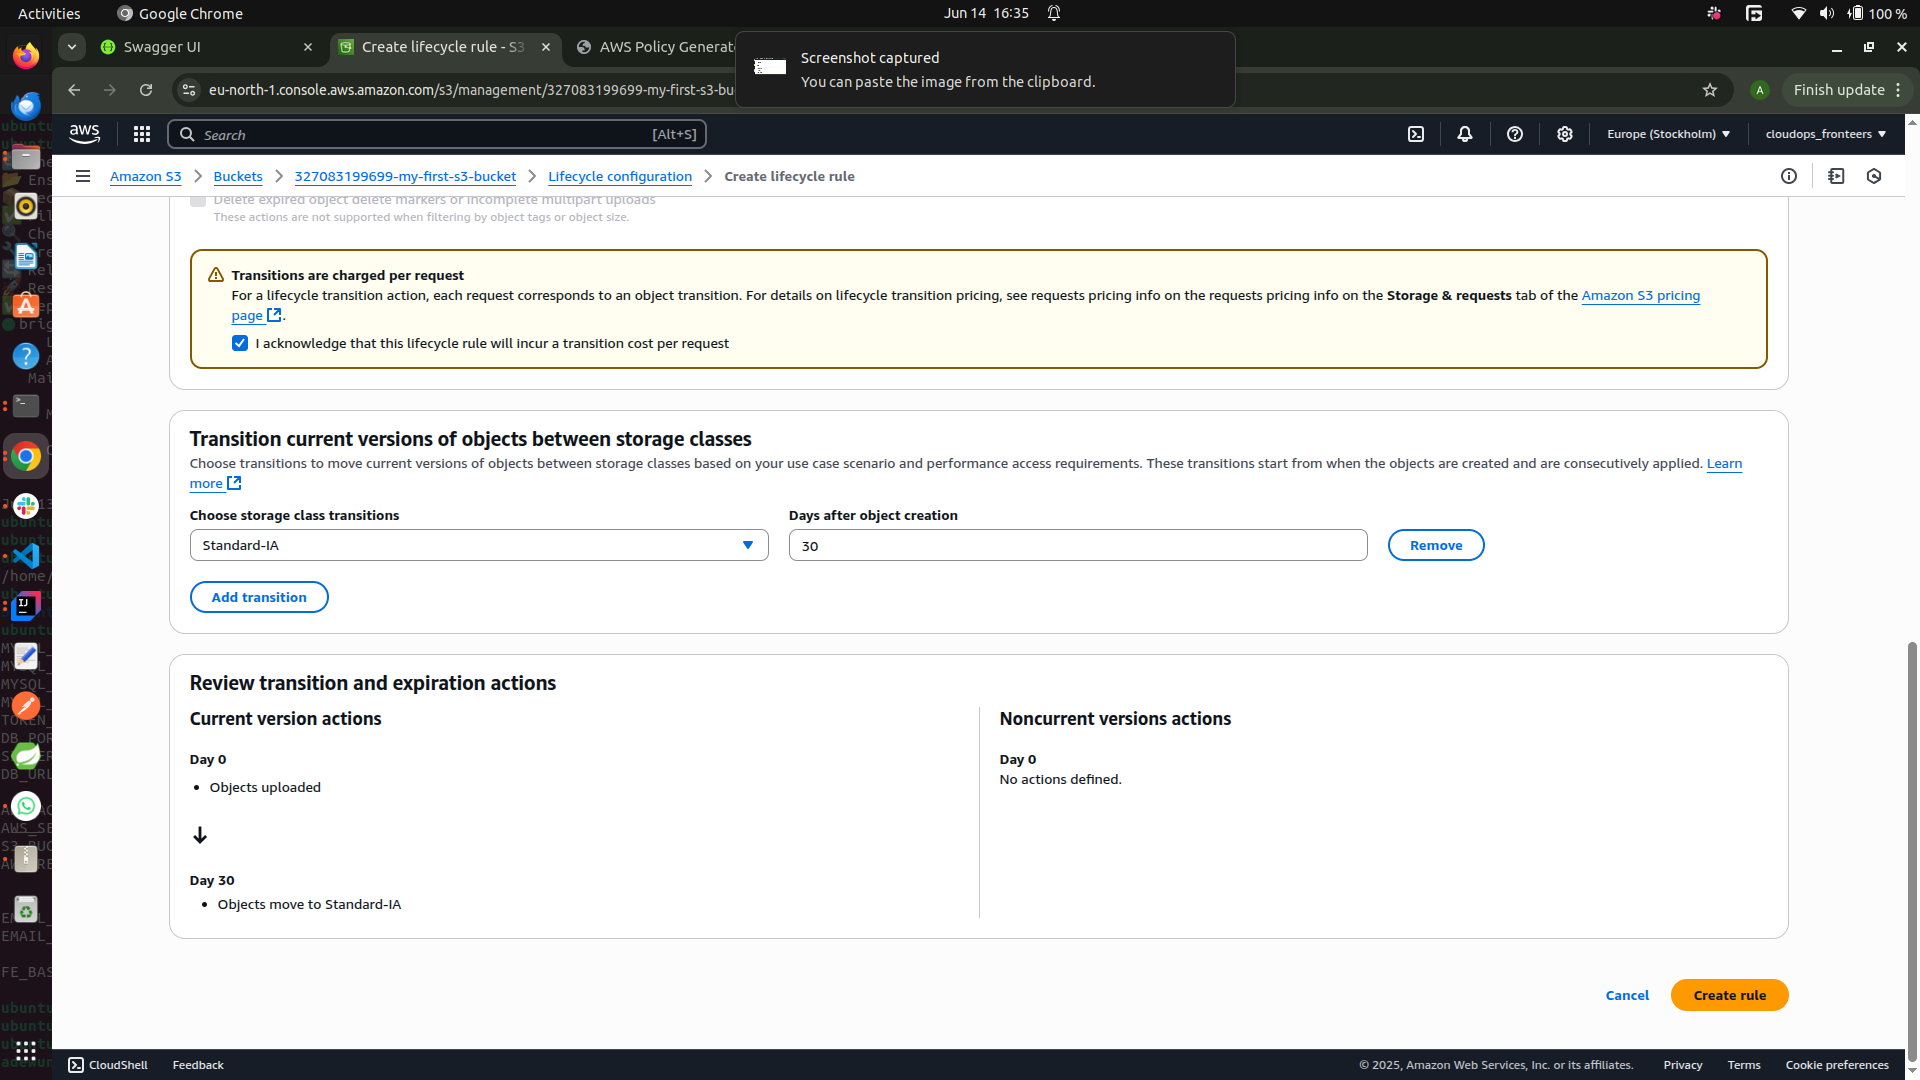 Activities
Google Chrome
Jun 14 16:35
100 %
Swagger UI
Create lifecycle rule - S3
AWS Policy Generato
Screenshot captured
You can paste the image from the clipboard.
eu-north-1.console.aws.amazon.com/s3/management/327083199699-my-first-s3-bu
A
Finish update
aws
Search
[Alt+S]
Europe (Stockholm)
cloudops_fronteers
Amazon S3
Buckets
327083199699-my-first-s3-bucket
Lifecycle configuration
Create lifecycle rule
Delete expired object delete markers or incomplete multipart uploads
These actions are not supported when filtering by object tags or object size.
Transitions are charged per request
For a lifecycle transition action, each request corresponds to an object transition. For details on lifecycle transition pricing, see requests pricing info on the requests pricing info on the Storage & requests tab of the Amazon S3 pricing
page.
I acknowledge that this lifecycle rule will incur a transition cost per request
Transition current versions of objects between storage classes
Choose transitions to move current versions of objects between storage classes based on your use case scenario and performance access requirements. These transitions start from when the objects are created and are consecutively applied. Learn
more
Choose storage class transitions
Days after object creation
Standard-IA
30
Remove
Add transition
Review transition and expiration actions
Current version actions
Noncurrent versions actions
Day 0
Objects uploaded
Day 0
No actions defined.
Day 30
Objects move to Standard-IA
Cancel
Create rule
CloudShell
Feedback
© 2025, Amazon Web Services, Inc. or its affiliates.
Privacy
Terms
Cookie preferences